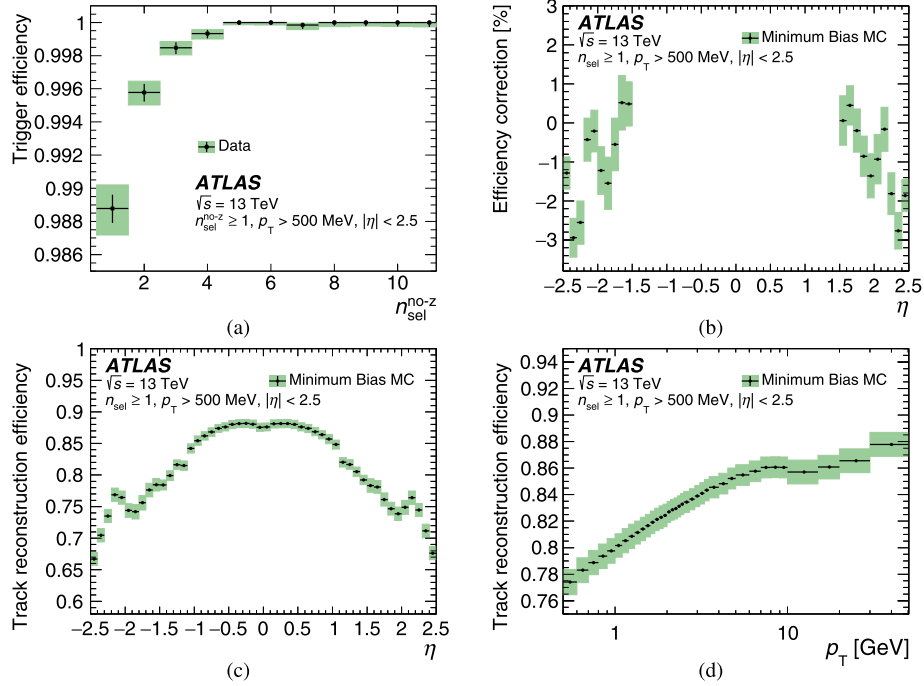 Trigger efficiency
1
0.998
0.996
0.994
0.992
0.99
0.988
0.986
Data
ATLAS
√s = 13 TeV
n_sel^no-z ≥ 1, p_T > 500 MeV, |η| < 2.5
2 4 6 8 10
n_sel^no-z
(a)
Efficiency correction [%]
3
2
1
0
−1
−2
−3
ATLAS
√s = 13 TeV
Minimum Bias MC
n_sel ≥ 1, p_T > 500 MeV, |η| < 2.5
−2.5 −2 −1.5 −1 −0.5 0 0.5 1 1.5 2 2.5
η
(b)
Track reconstruction efficiency
1
0.95
0.9
0.85
0.8
0.75
0.7
0.65
0.6
ATLAS
√s = 13 TeV
Minimum Bias MC
n_sel ≥ 1, p_T > 500 MeV, |η| < 2.5
−2.5 −2 −1.5 −1 −0.5 0 0.5 1 1.5 2 2.5
η
(c)
Track reconstruction efficiency
0.94
0.92
0.9
0.88
0.86
0.84
0.82
0.8
0.78
0.76
ATLAS
√s = 13 TeV
Minimum Bias MC
n_sel ≥ 1, p_T > 500 MeV, |η| < 2.5
1 10
p_T [GeV]
(d)